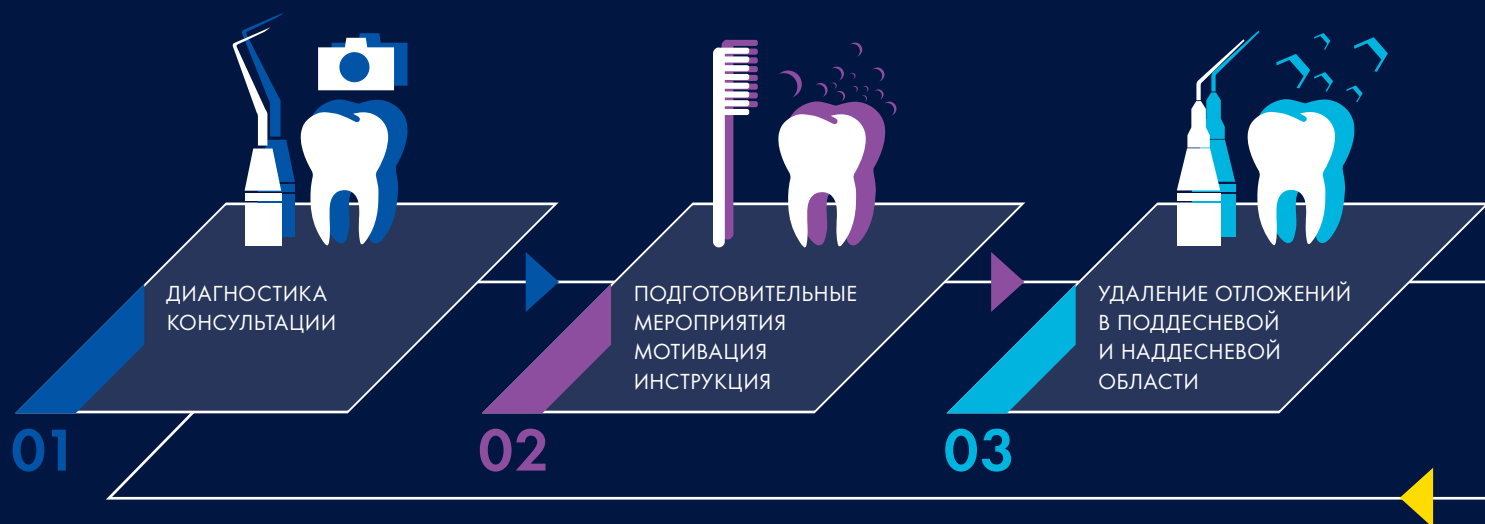 ДИАГНОСТИКА
КОНСУЛЬТАЦИИ
01
ПОДГОТОВИТЕЛЬНЫЕ
МЕРОПРИЯТИЯ
МОТИВАЦИЯ
ИНСТРУКЦИЯ
02
УДАЛЕНИЕ ОТЛОЖЕНИЙ
В ПОДДЕСНЕВОЙ
И НАДДЕСНЕВОЙ
ОБЛАСТИ
03